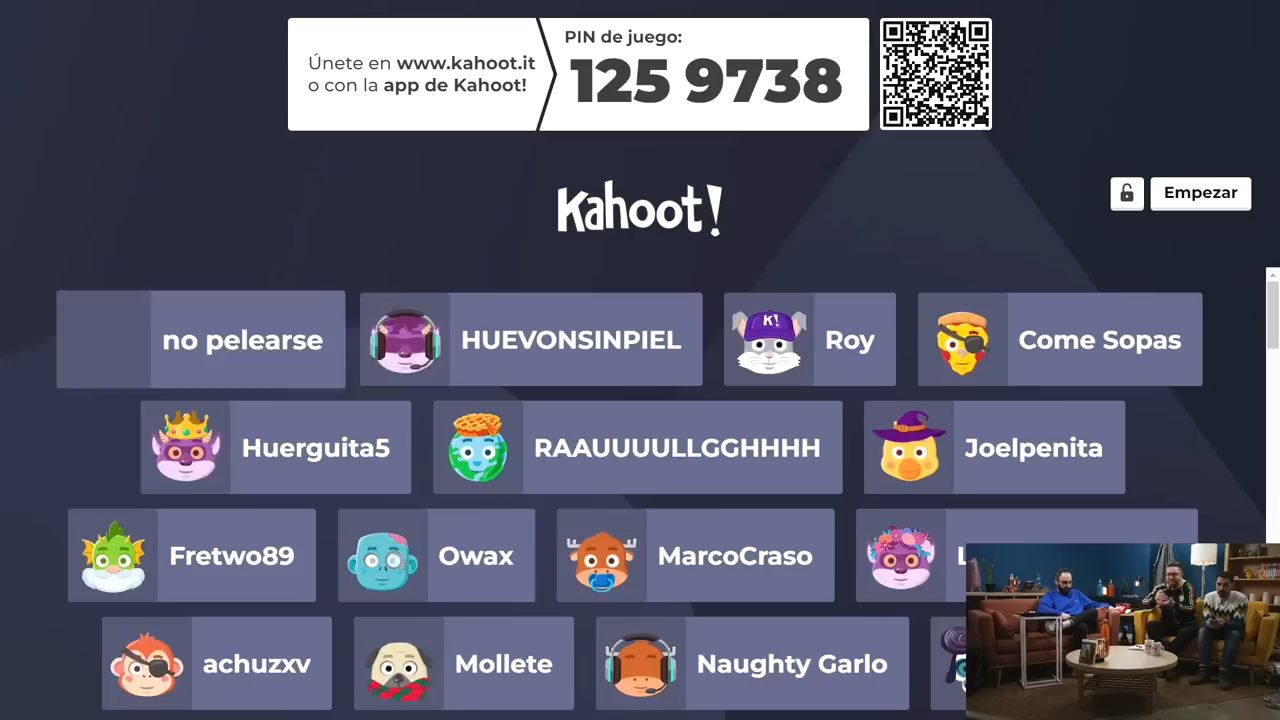 Únete en www.kahoot.it
o con la app de Kahoot!
PIN de juego:
125 9738
Kahoot!
Empezar
no pelearse
HUEVONSINPIEL
K!
Roy
Come Sopas
Huerguita5
RAAUUUULLGGHHHH
Joelpenita
Fretwo89
Owax
MarcoCraso
achuzxv
Mollete
Naughty Garlo